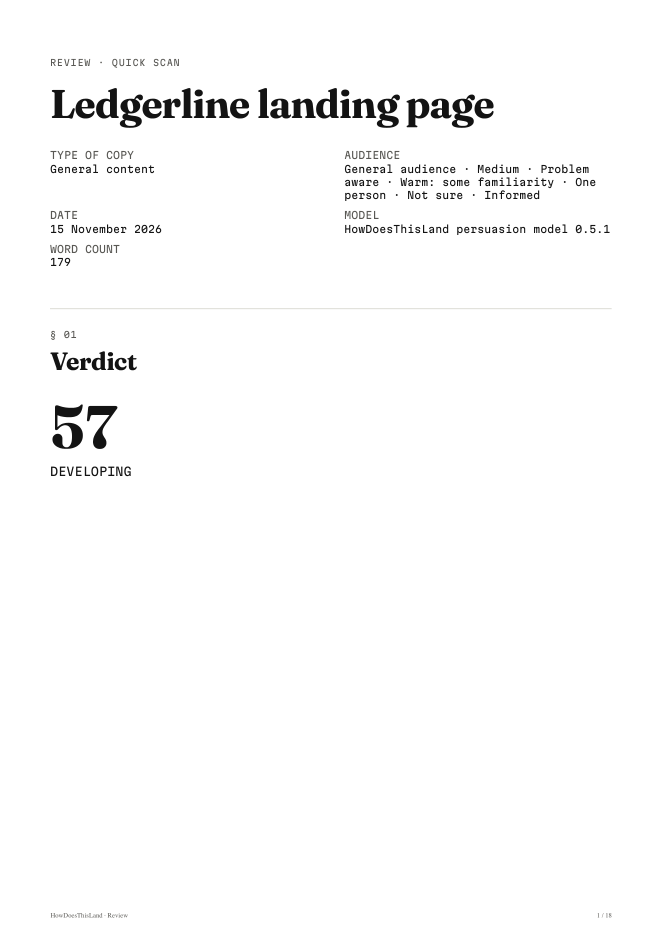 REVIEW · QUICK SCAN
Ledgerline landing page
TYPE OF COPY
General content
AUDIENCE
General audience · Medium · Problem
aware · Warm: some familiarity · One
person · Not sure · Informed
DATE
15 November 2026
MODEL
HowDoesThisLand persuasion model 0.5.1
WORD COUNT
179
§ 01
Verdict
57
DEVELOPING
HowDoesThisLand · Review
1 / 18